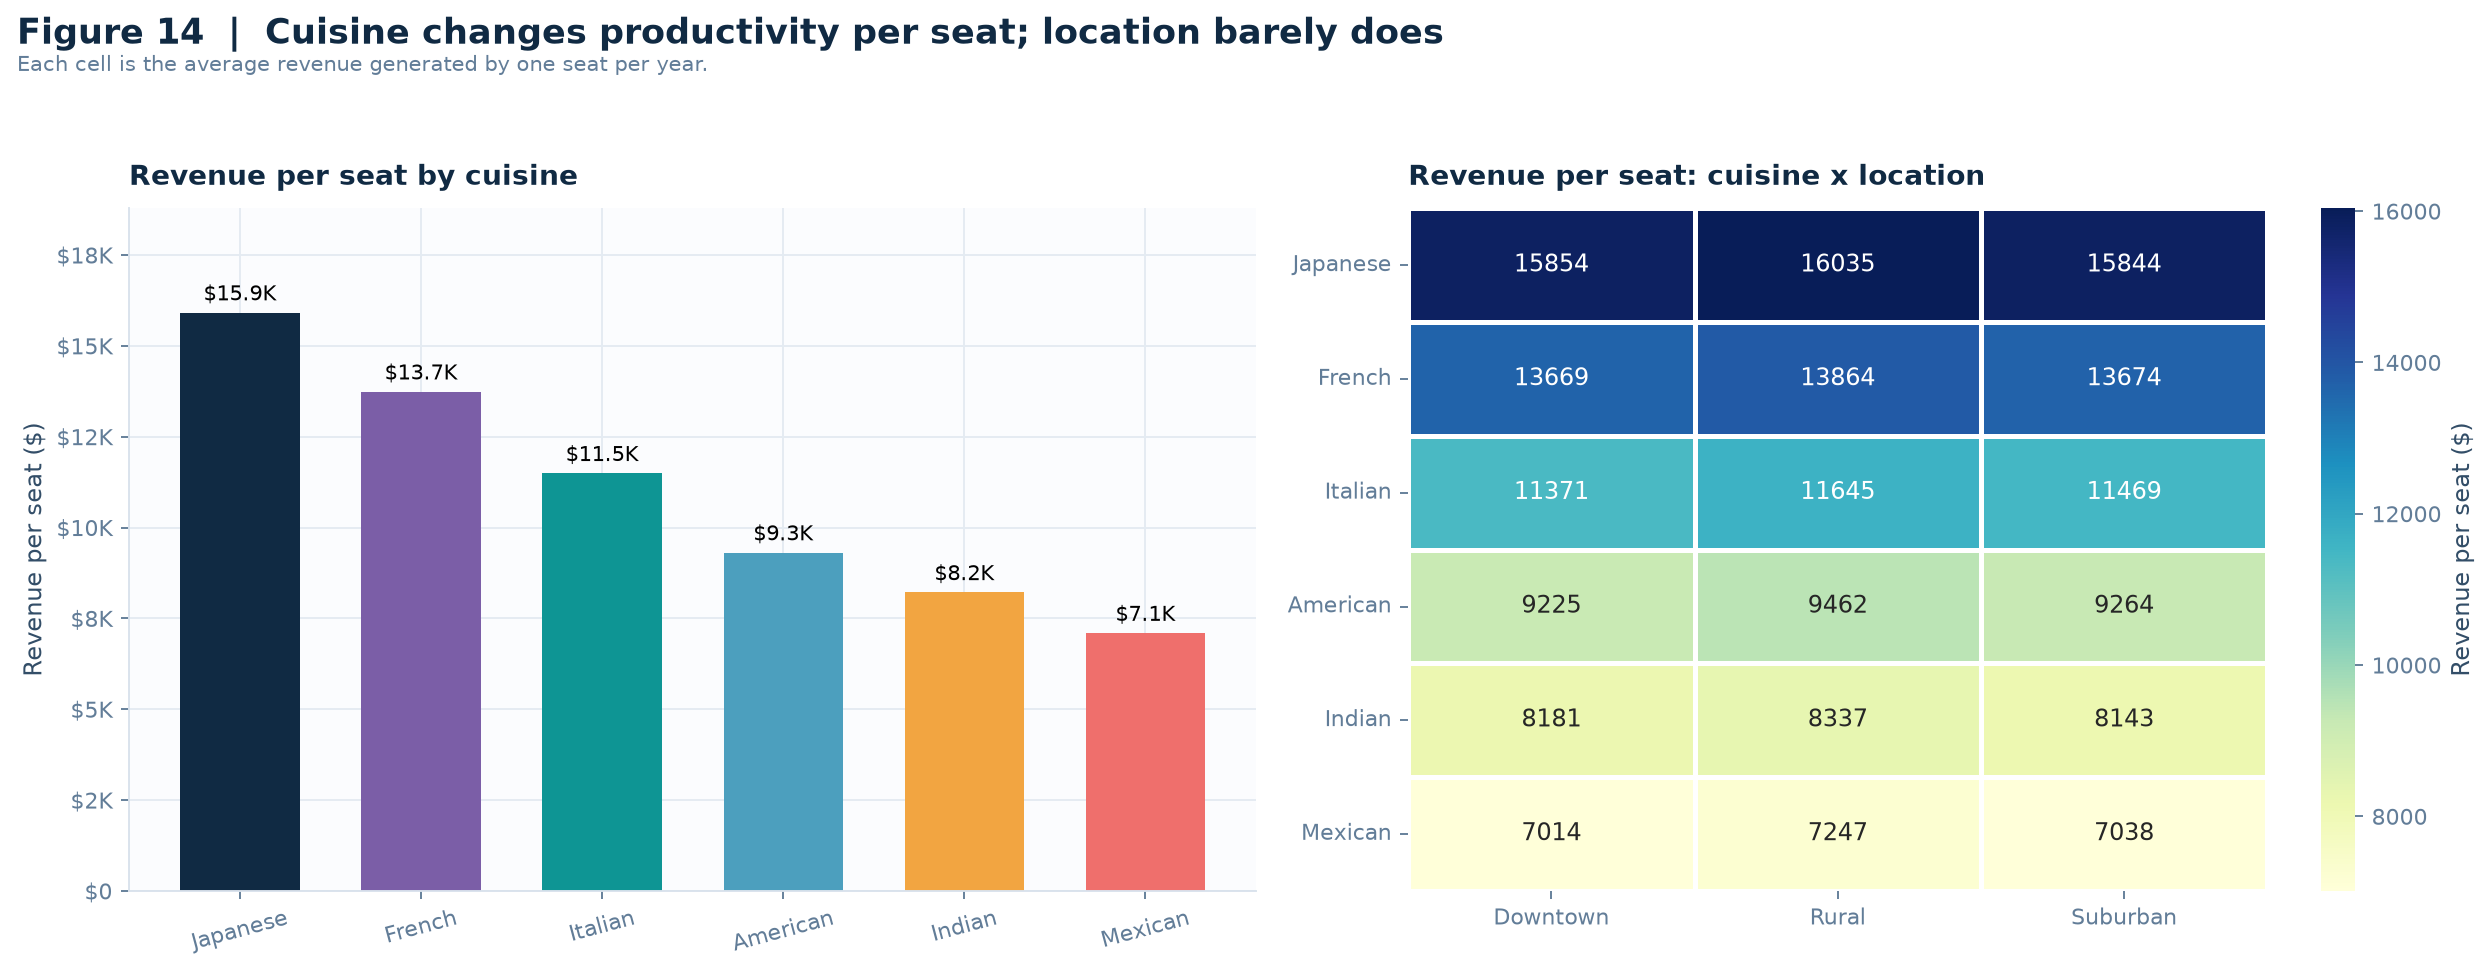 Figure 14 | Cuisine changes productivity per seat; location barely does
Each cell is the average revenue generated by one seat per year.
Revenue per seat by cuisine
Revenue per seat ($)
$18K
$15K
$12K
$10K
$8K
$5K
$2K
$0
$15.9K
$13.7K
$11.5K
$9.3K
$8.2K
$7.1K
Japanese
French
Italian
American
Indian
Mexican
Revenue per seat: cuisine x location
Japanese 15854 16035 15844
French 13669 13864 13674
Italian 11371 11645 11469
American 9225 9462 9264
Indian 8181 8337 8143
Mexican 7014 7247 7038
Downtown Rural Suburban
16000
14000
12000
10000
8000
Revenue per seat ($)